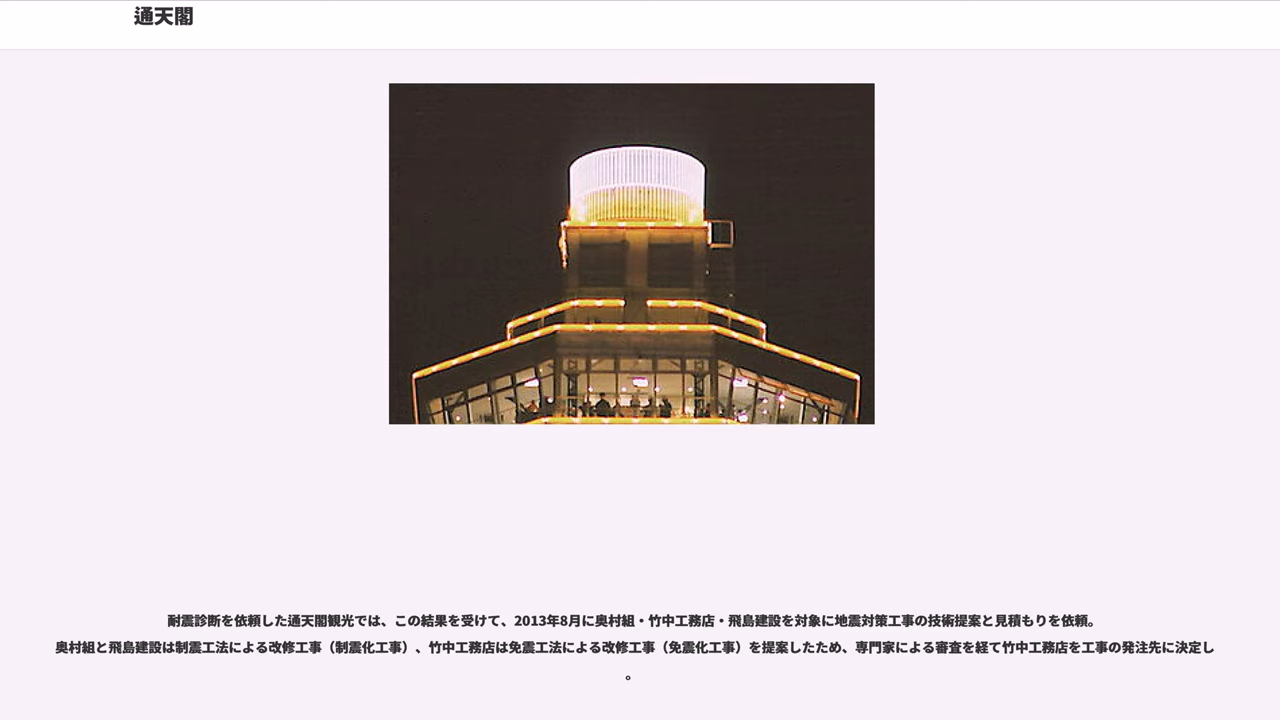 通天閣
耐震診断を依頼した通天閣観光では、この結果を受けて、2013年8月に奥村組・竹中工務店・飛島建設を対象に地震対策工事の技術提案と見積もりを依頼。
奥村組と飛島建設は制震工法による改修工事（制震化工事）、竹中工務店は免震工法による改修工事（免震化工事）を提案したため、専門家による審査を経て竹中工務店を工事の発注先に決定し
。